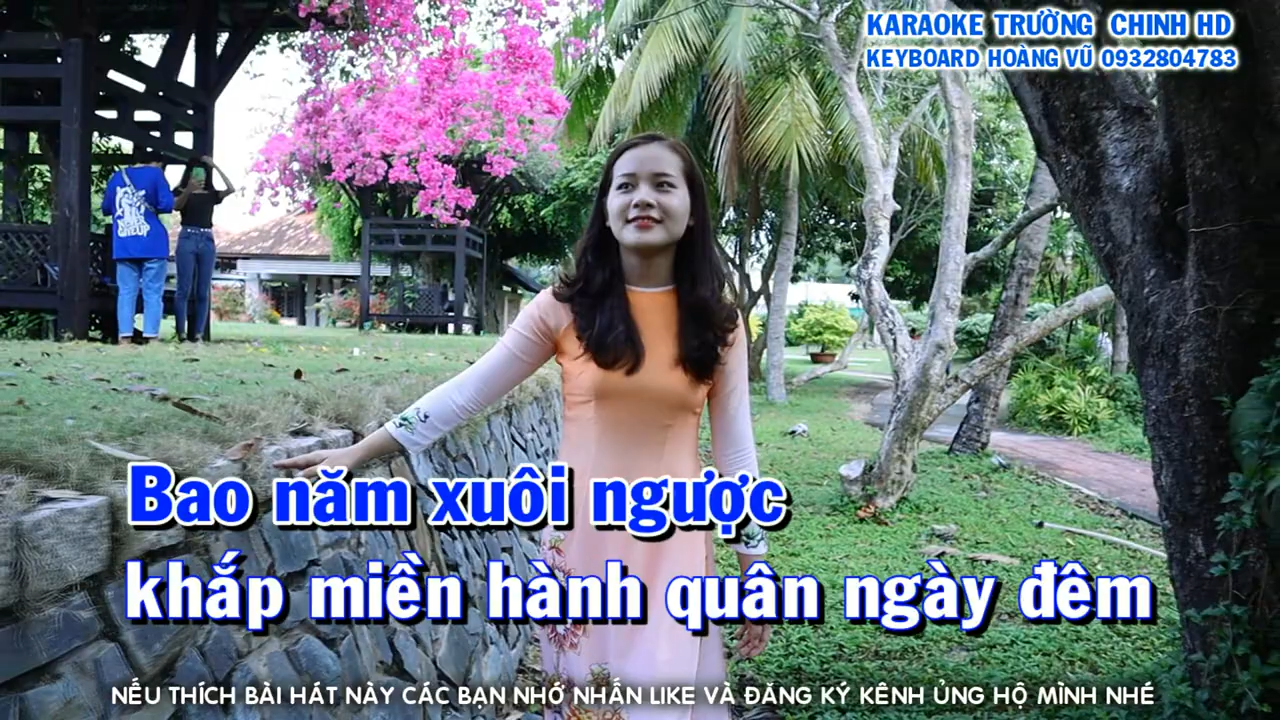 KARAOKE TRƯỜNG CHINH HD
KEYBOARD HOÀNG VŨ 0932804783
Bao năm xuôi ngược
khắp miền hành quân ngày đêm
NẾU THÍCH BÀI HÁT NÀY CÁC BẠN NHỚ NHẤN LIKE VÀ ĐĂNG KÝ KÊNH ỦNG HỘ MÌNH NHÉ